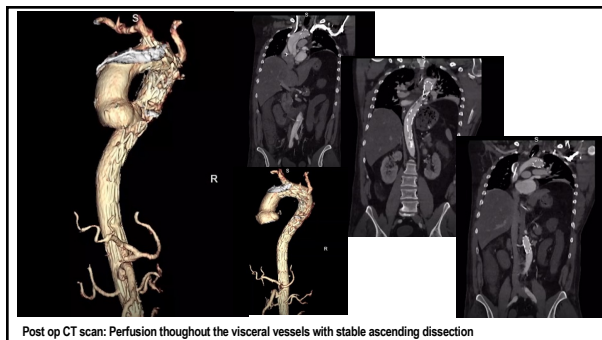 S
R
S
R
S
S
S
Post op CT scan: Perfusion thoughout the visceral vessels with stable ascending dissection